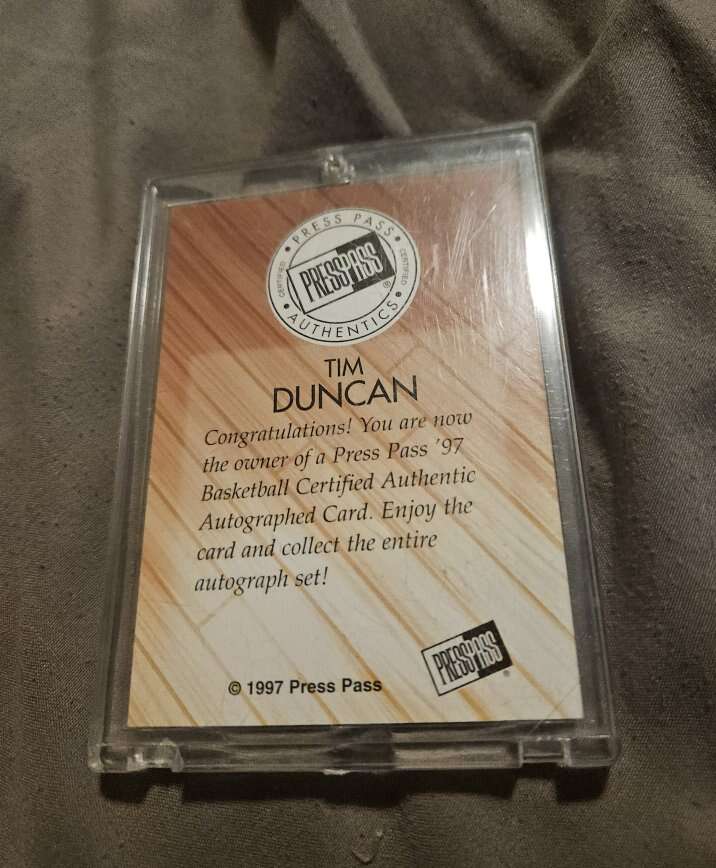 PRESS PASS
CERTIFIED
PRESS PASS
®
CERTIFIED
AUTHENTICS
TIM
DUNCAN
Congratulations! You are now
the owner of a Press Pass '97
Basketball Certified Authentic
Autographed Card. Enjoy the
card and collect the entire
autograph set!
PRESS PASS
®
© 1997 Press Pass